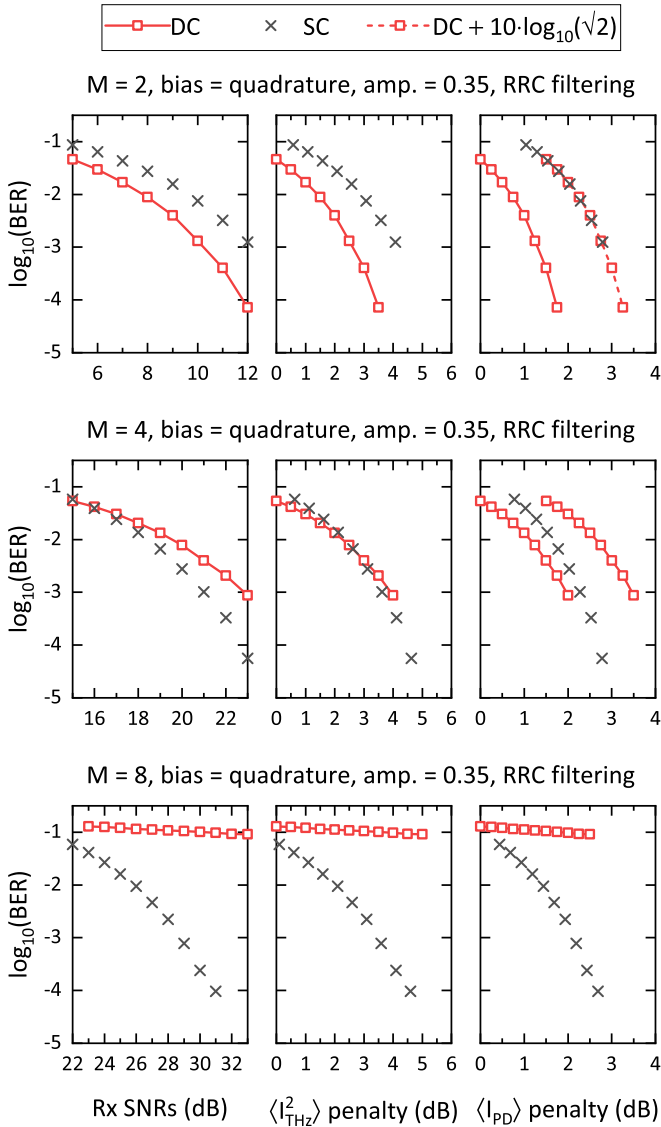 DC SC DC + 10·log₁₀(√2)
M = 2, bias = quadrature, amp. = 0.35, RRC filtering
log₁₀(BER)
-1
-2
-3
-4
-5
6 8 10 12
0 1 2 3 4 5 6
0 1 2 3 4
M = 4, bias = quadrature, amp. = 0.35, RRC filtering
log₁₀(BER)
-1
-2
-3
-4
-5
16 18 20 22
0 1 2 3 4 5 6
0 1 2 3 4
M = 8, bias = quadrature, amp. = 0.35, RRC filtering
log₁₀(BER)
-1
-2
-3
-4
-5
22 24 26 28 30 32
0 1 2 3 4 5 6
0 1 2 3 4
Rx SNRs (dB) ⟨I²_THz⟩ penalty (dB) ⟨I_PD⟩ penalty (dB)